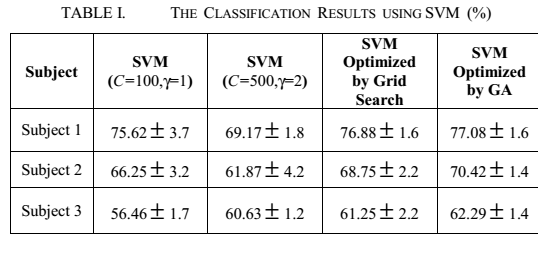 TABLE I. THE CLASSIFICATION RESULTS USING SVM (%)
Subject
SVM
(C=100,γ=1)
SVM
(C=500,γ=2)
SVM
Optimized
by Grid
Search
SVM
Optimized
by GA
Subject 1 75.62 ± 3.7 69.17 ± 1.8 76.88 ± 1.6 77.08 ± 1.6
Subject 2 66.25 ± 3.2 61.87 ± 4.2 68.75 ± 2.2 70.42 ± 1.4
Subject 3 56.46 ± 1.7 60.63 ± 1.2 61.25 ± 2.2 62.29 ± 1.4